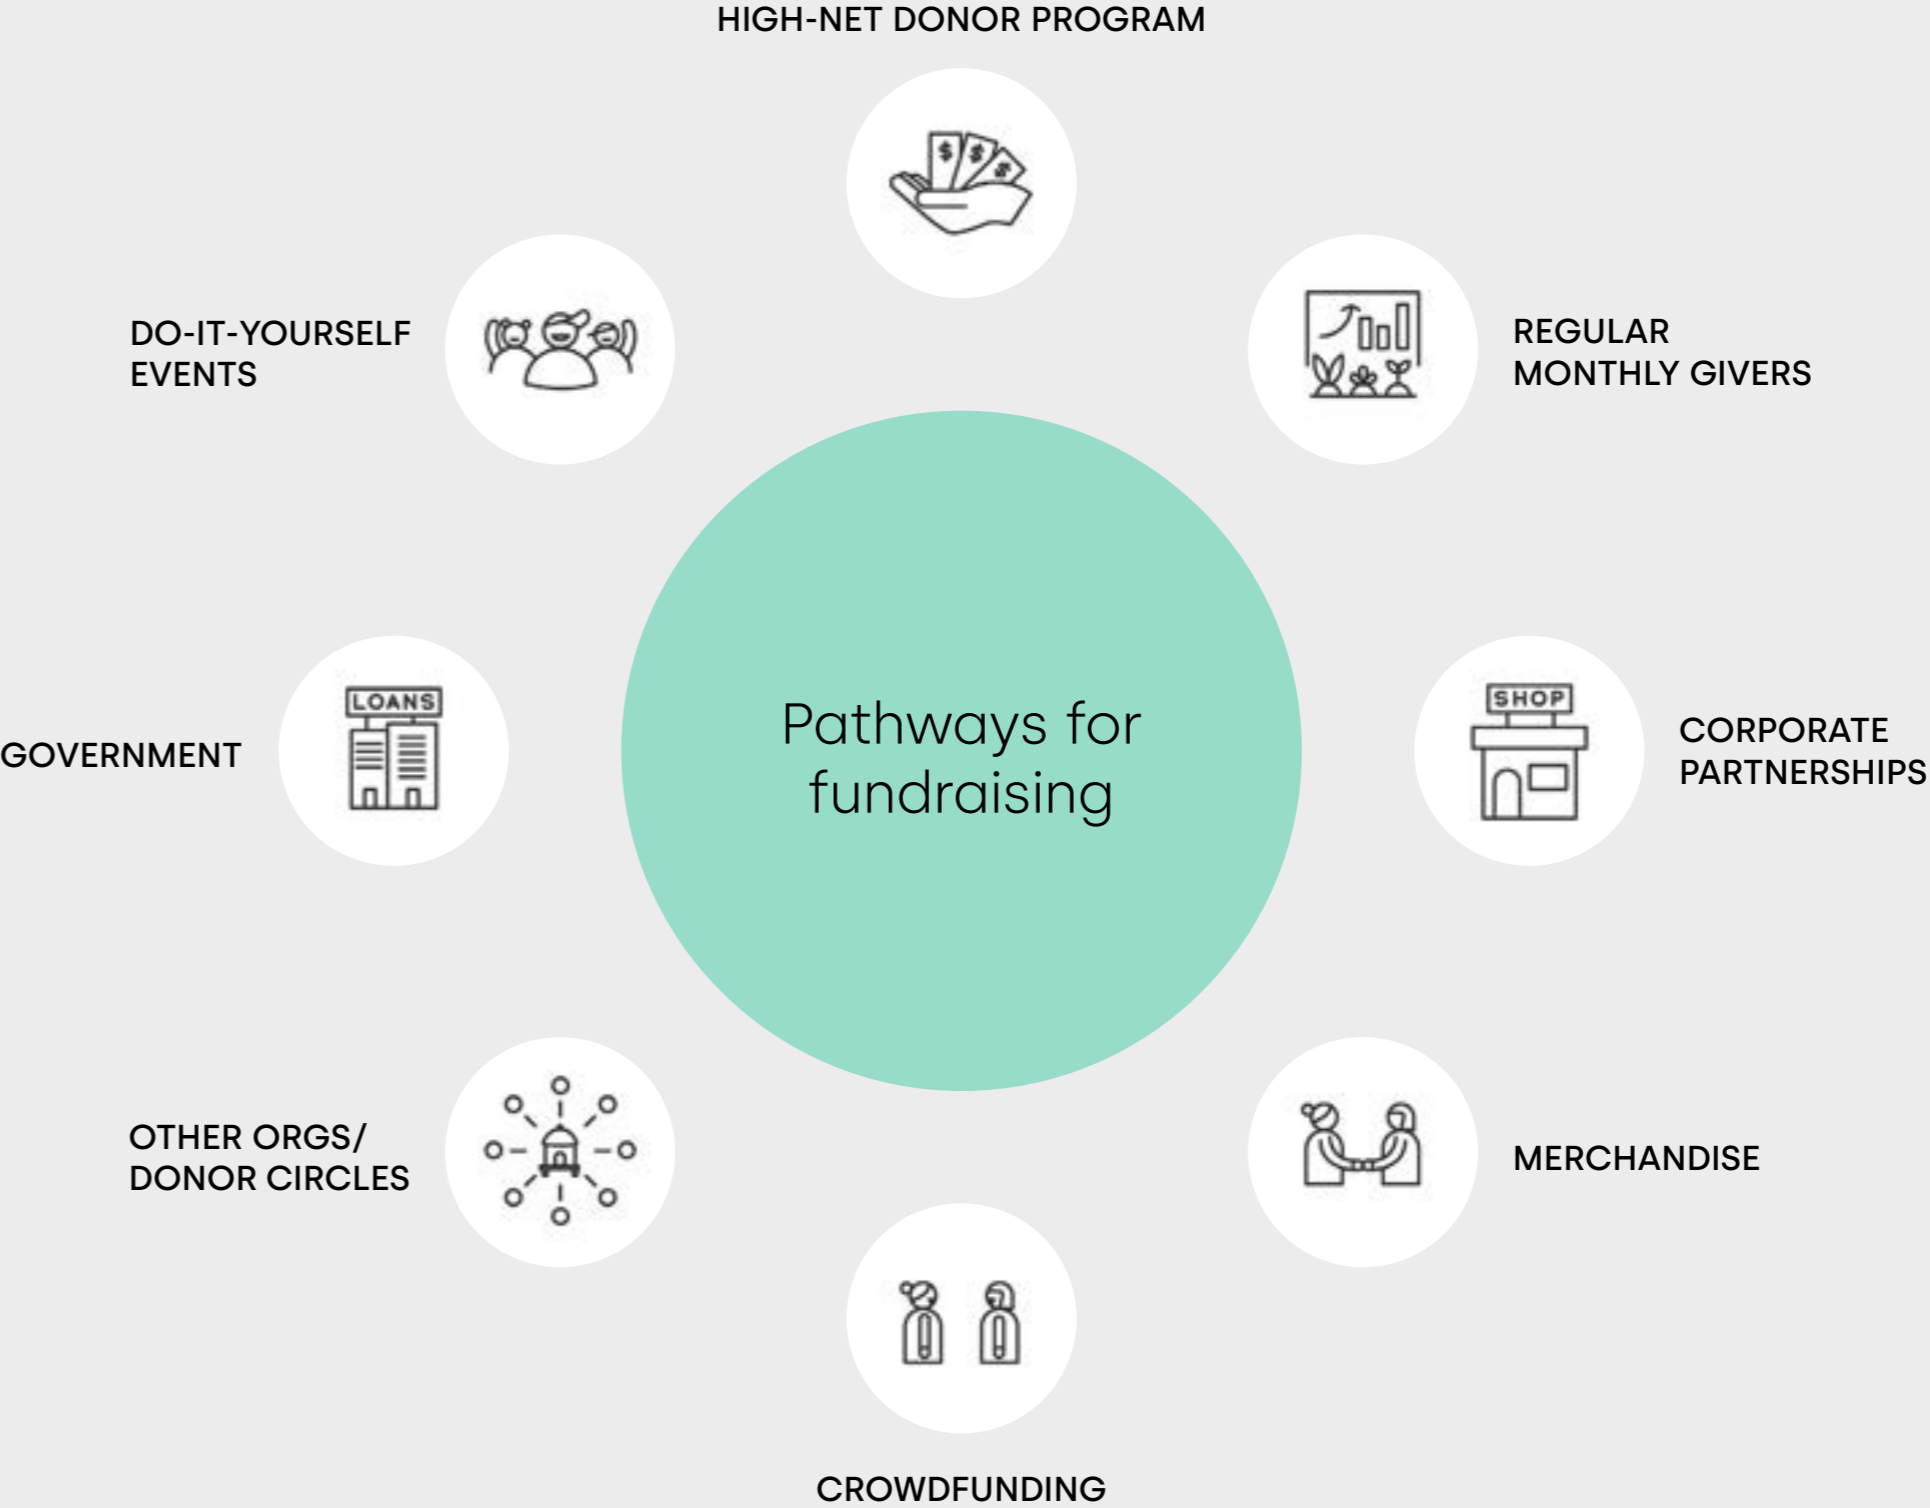 HIGH-NET DONOR PROGRAM
DO-IT-YOURSELF
EVENTS
REGULAR
MONTHLY GIVERS
GOVERNMENT
LOANS
Pathways for
fundraising
SHOP
CORPORATE
PARTNERSHIPS
OTHER ORGS/
DONOR CIRCLES
MERCHANDISE
CROWDFUNDING
$
$
$